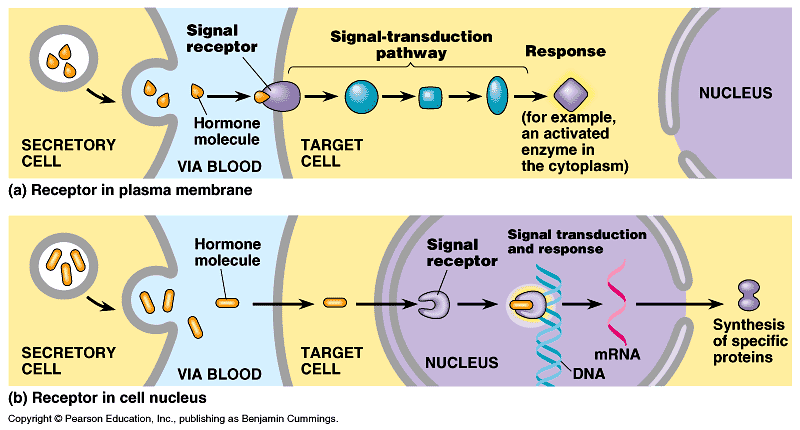 Signal
receptor
Signal-transduction
pathway
Response
NUCLEUS
Hormone
molecule
(for example,
an activated
enzyme in
the cytoplasm)
SECRETORY
CELL
VIA BLOOD
TARGET
CELL
(a) Receptor in plasma membrane
Hormone
molecule
Signal
receptor
Signal transduction
and response
SECRETORY
CELL
VIA BLOOD
TARGET
CELL
NUCLEUS
DNA
mRNA
Synthesis
of specific
proteins
(b) Receptor in cell nucleus
Copyright © Pearson Education, Inc., publishing as Benjamin Cummings.